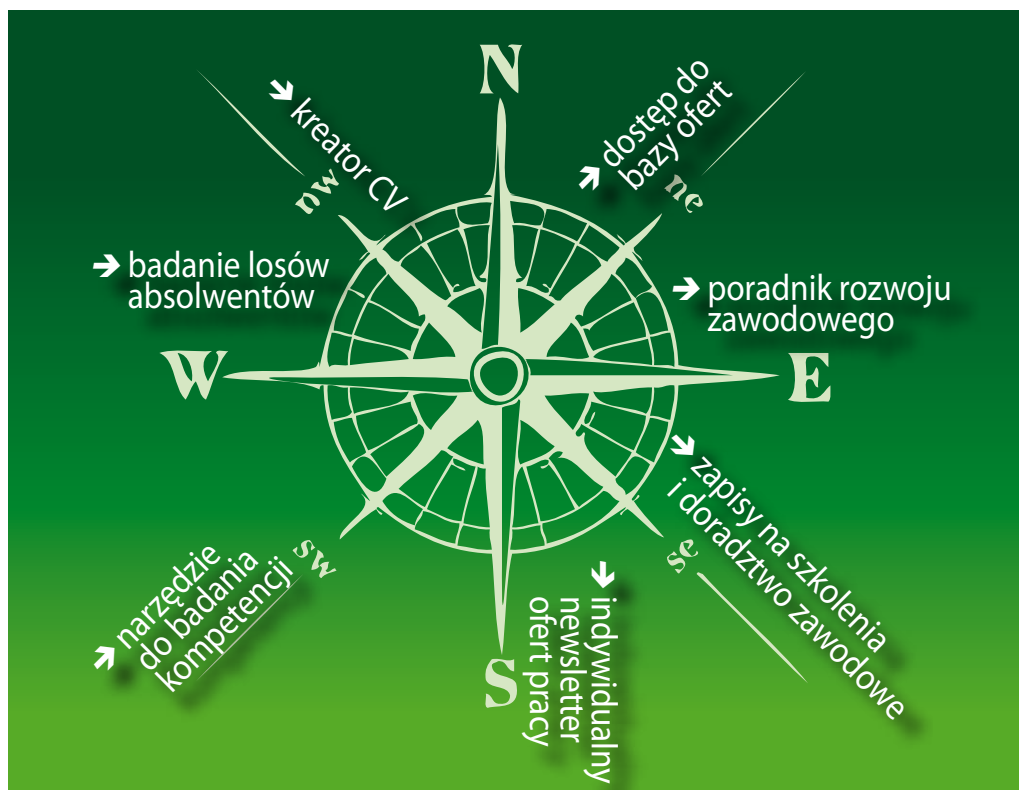 N
kreator CV
nw
dostęp do
bazy ofert
ne
badanie losów
absolwentów
poradnik rozwoju
zawodowego
W
E
zapisy na szkolenia
i doradztwo zawodowe
se
narzędzie
do badania
kompetencji
sw
indywidualny
newsletter
ofert pracy
S